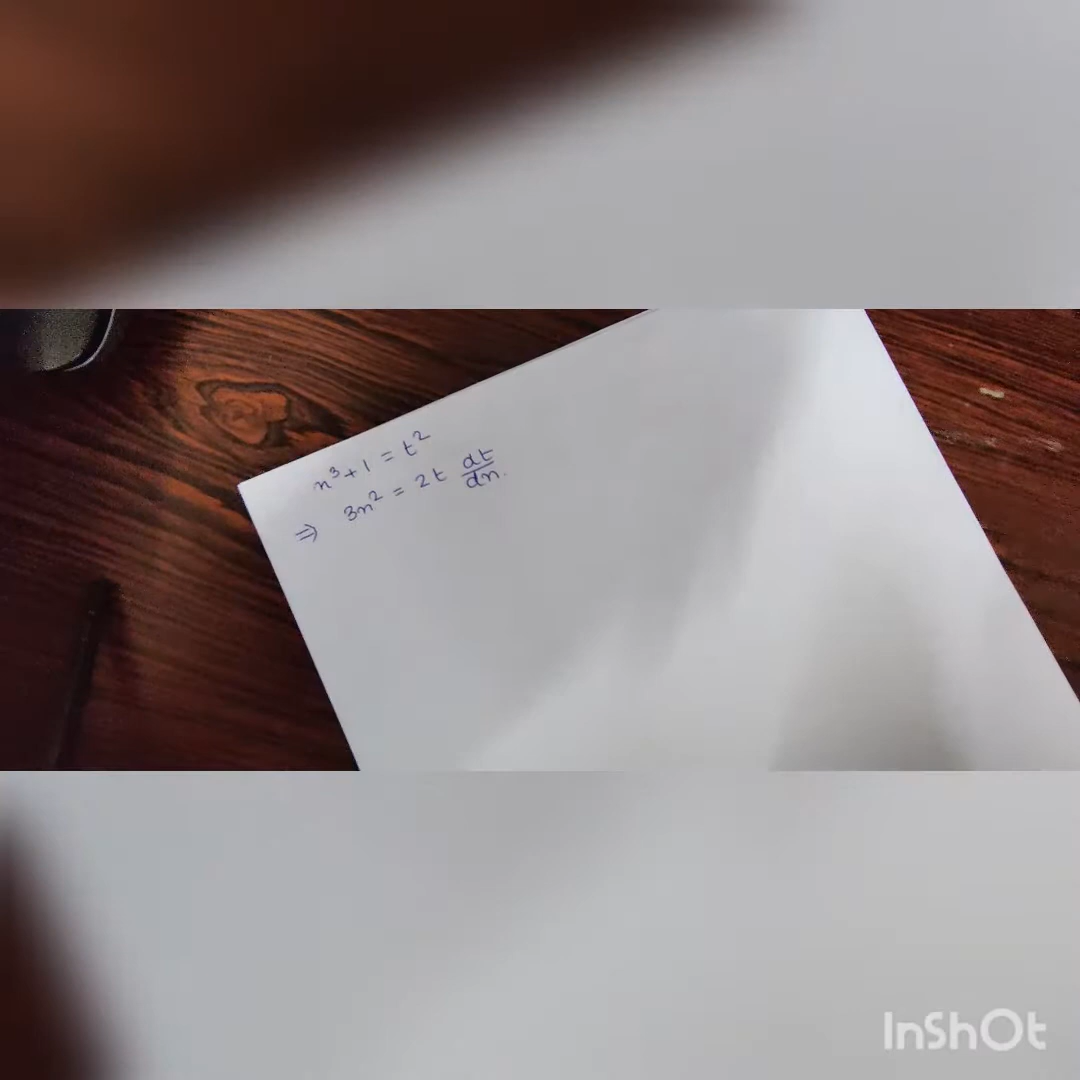 x³ + 1 = t²
⇒ 3x² = 2t dt/dx.
InShOt